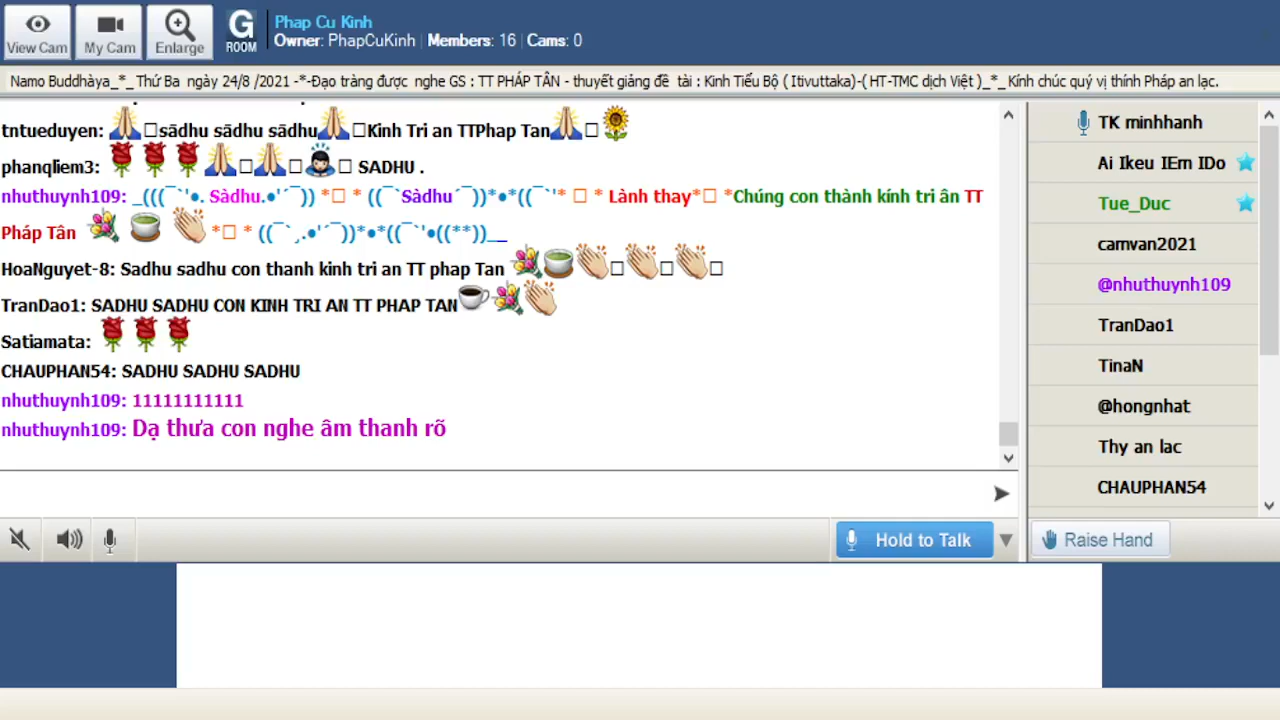 View Cam
My Cam
Enlarge
G
ROOM
Phap Cu Kinh
Owner: PhapCuKinh Members: 16 Cams: 0
Namo Buddhàya_*_ Thứ Ba ngày 24/8 /2021 -*-Đạo tràng được nghe GS : TT PHÁP TÂN - thuyết giảng đề tài : Kinh Tiểu Bộ ( Itivuttaka)-( HT-TMC dịch Việt )_*_ Kính chúc quý vị thính Pháp an lạc.
tntueduyen: 🙏□sādhu sādhu sādhu🙏□Kính Tri an TTPhap Tan🙏□🌻
phanqliem3: 🌹🌹🌹🙏□🙏□🙇□ SADHU .
nhuthuynh109: _(((¯`'●. Sàdhu.●'´¯)) *□ * ((¯`Sàdhu´¯))*●*((¯`'* □ * Lành thay*□ *Chúng con thành kính tri ân TT
Pháp Tân 💐 🍵 👏 *□ * ((¯`¸.●'´¯))*●*((¯`'●((**))__
HoaNguyet-8: Sadhu sadhu con thanh kinh tri an TT phap Tan 💐🍵👏□👏□👏□
TranDao1: SADHU SADHU CON KINH TRI AN TT PHAP TAN☕💐👏
Satiamata: 🌹🌹🌹
CHAUPHAN54: SADHU SADHU SADHU
nhuthuynh109: 11111111111
nhuthuynh109: Dạ thưa con nghe âm thanh rõ
TK minhhanh
Ai Ikeu IEm IDo
Tue_Duc
camvan2021
@nhuthuynh109
TranDao1
TinaN
@hongnhat
Thy an lac
CHAUPHAN54
Hold to Talk
Raise Hand